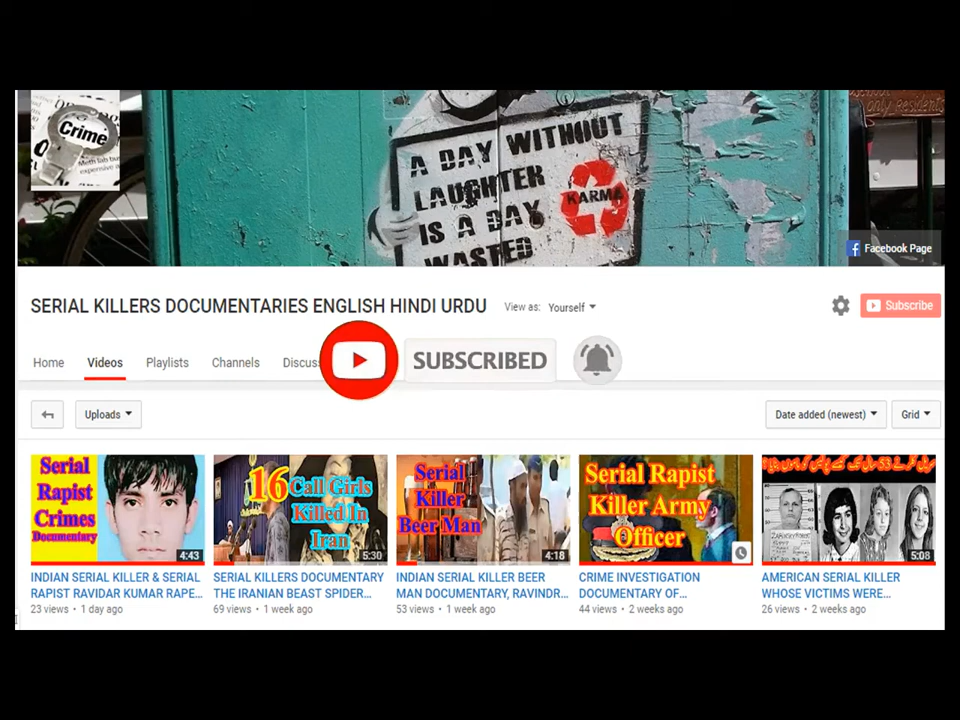 Crime
A DAY WITHOUT
LAUGHTER
IS A DAY
WASTED
KARMA
only Residents
Facebook Page
SERIAL KILLERS DOCUMENTARIES ENGLISH HINDI URDU
View as: Yourself
Subscribe
Home Videos Playlists Channels Discuss
SUBSCRIBED
Uploads
Date added (newest)
Grid
Serial
Rapist
Crimes
Documentary
4:43
INDIAN SERIAL KILLER & SERIAL
RAPIST RAVIDAR KUMAR RAPE...
23 views • 1 day ago
16 Call Girls
Killed In
Iran
5:30
SERIAL KILLERS DOCUMENTARY
THE IRANIAN BEAST SPIDER...
69 views • 1 week ago
Serial
Killer
Beer Man
4:18
INDIAN SERIAL KILLER BEER
MAN DOCUMENTARY, RAVINDR...
53 views • 1 week ago
Serial Rapist
Killer Army
Officer
CRIME INVESTIGATION
DOCUMENTARY OF...
44 views • 2 weeks ago
5:08
AMERICAN SERIAL KILLER
WHOSE VICTIMS WERE...
26 views • 2 weeks ago